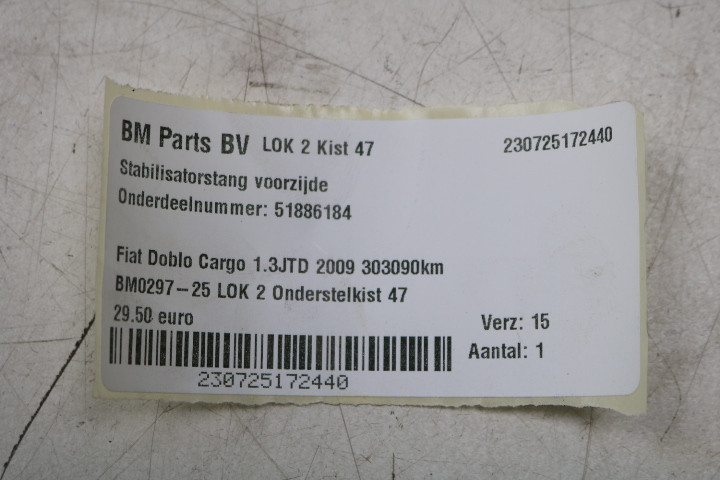 BM Parts BV LOK 2 Kist 47 230725172440
Stabilisatorstang voorzijde
Onderdeelnummer: 51886184
Fiat Doblo Cargo 1.3JTD 2009 303090km
BM0297-25 LOK 2 Onderstelkist 47
29.50 euro Verz: 15
Aantal: 1
230725172440